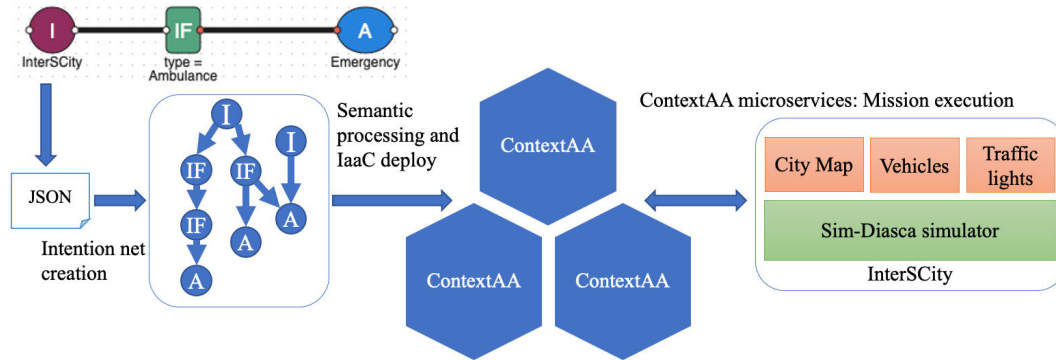 I
IF
A
InterSCity
type =
Ambulance
Emergency
JSON
Intention net
creation
I
I
IF
IF
IF
A
A
A
Semantic
processing and
IaaC deploy
ContextAA
ContextAA
ContextAA
ContextAA microservices: Mission execution
City Map
Vehicles
Traffic
lights
Sim-Diasca simulator
InterSCity